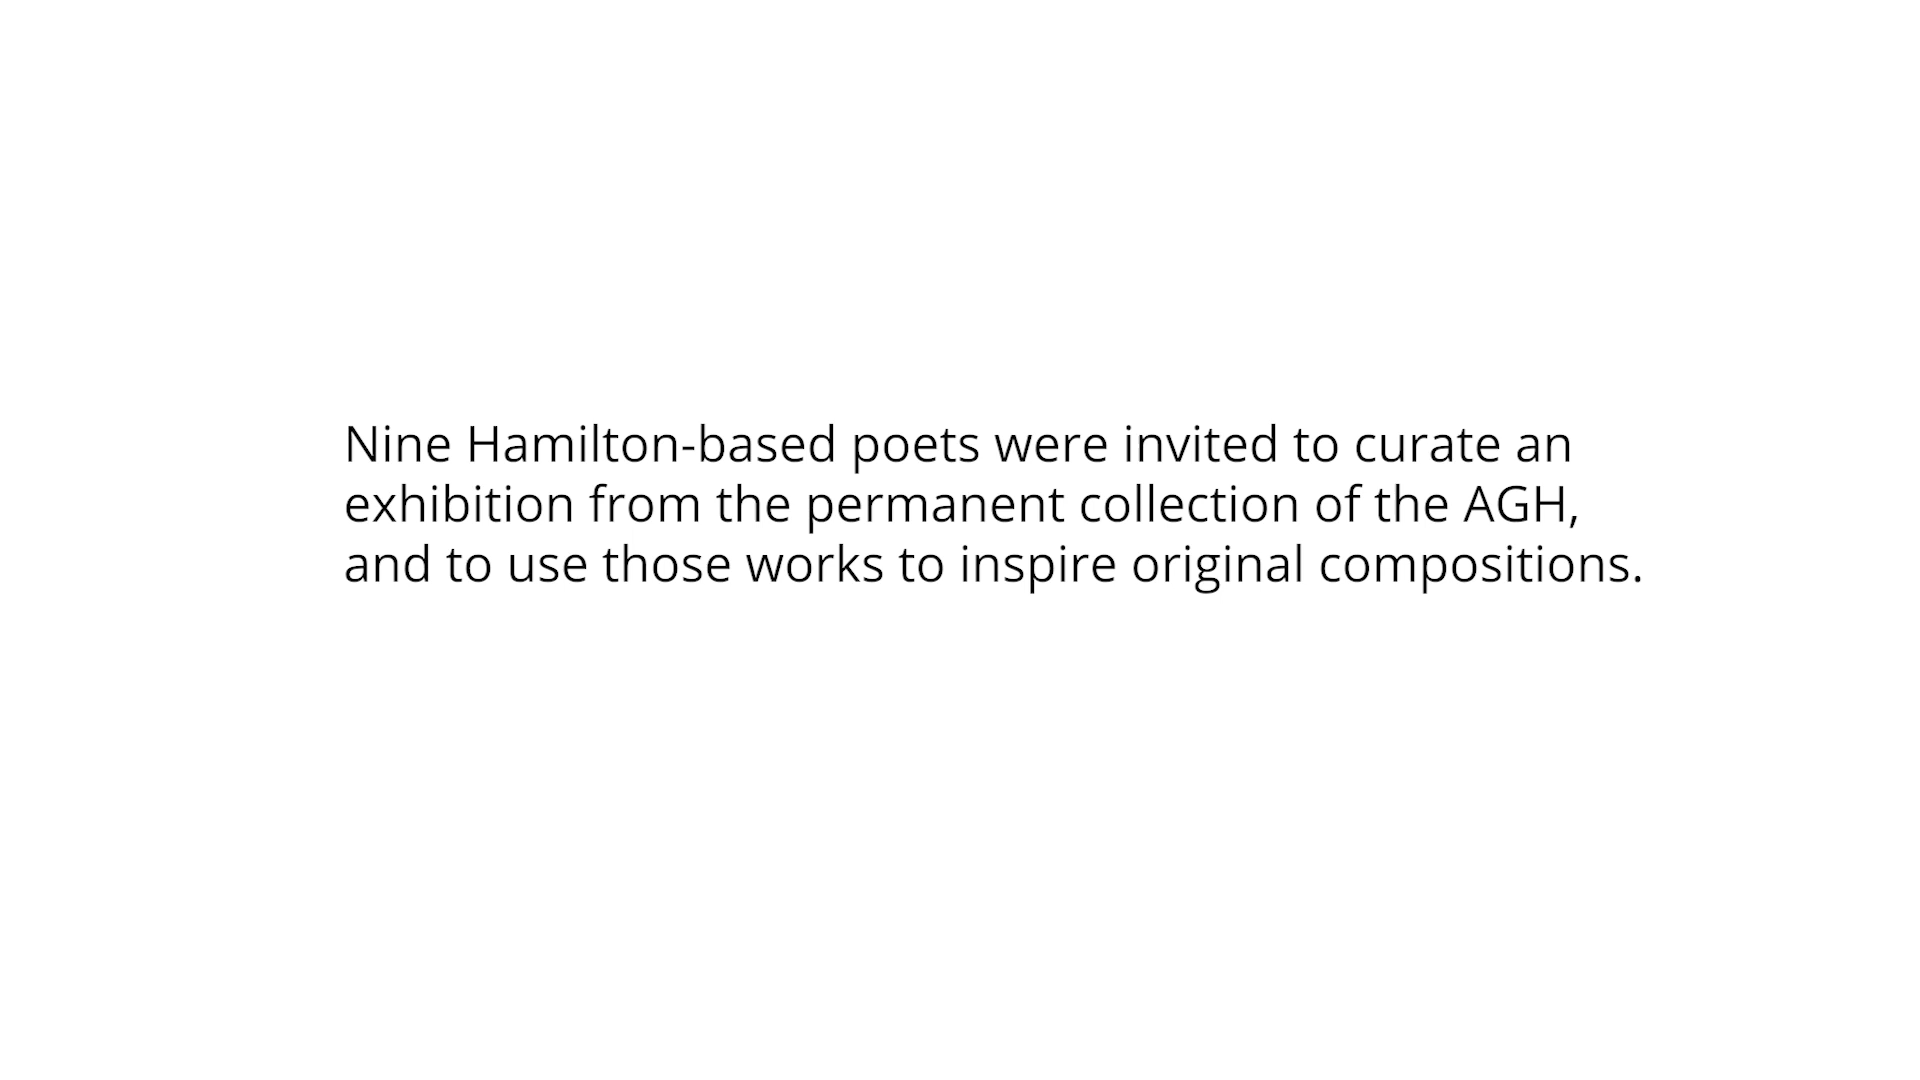 Nine Hamilton-based poets were invited to curate an
exhibition from the permanent collection of the AGH,
and to use those works to inspire original compositions.